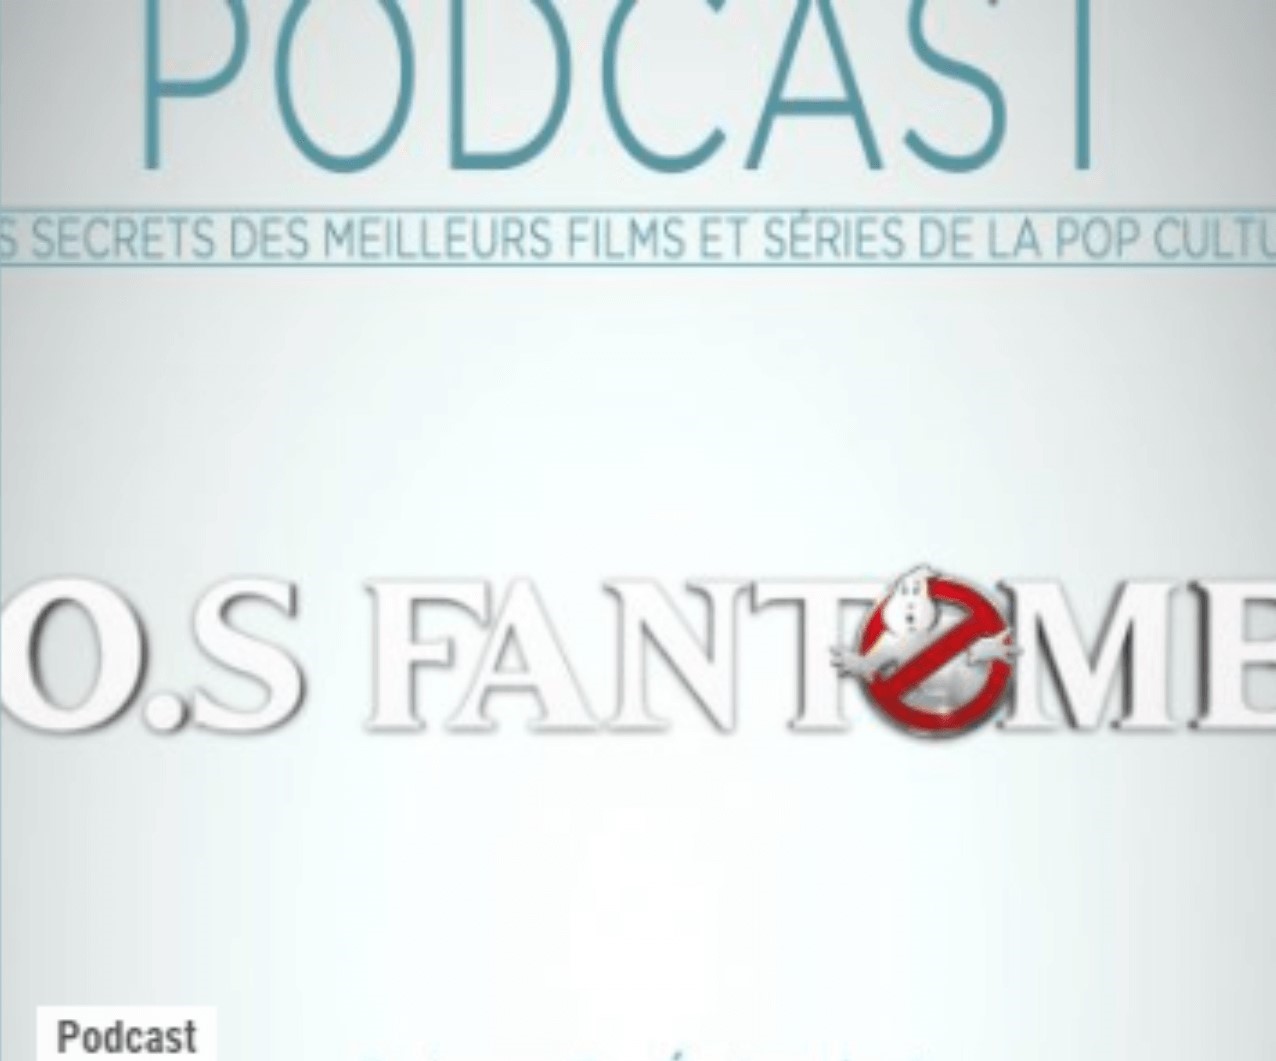 PODCAST
S SECRETS DES MEILLEURS FILMS ET SÉRIES DE LA POP CULTU
O.S FANTOME
Podcast